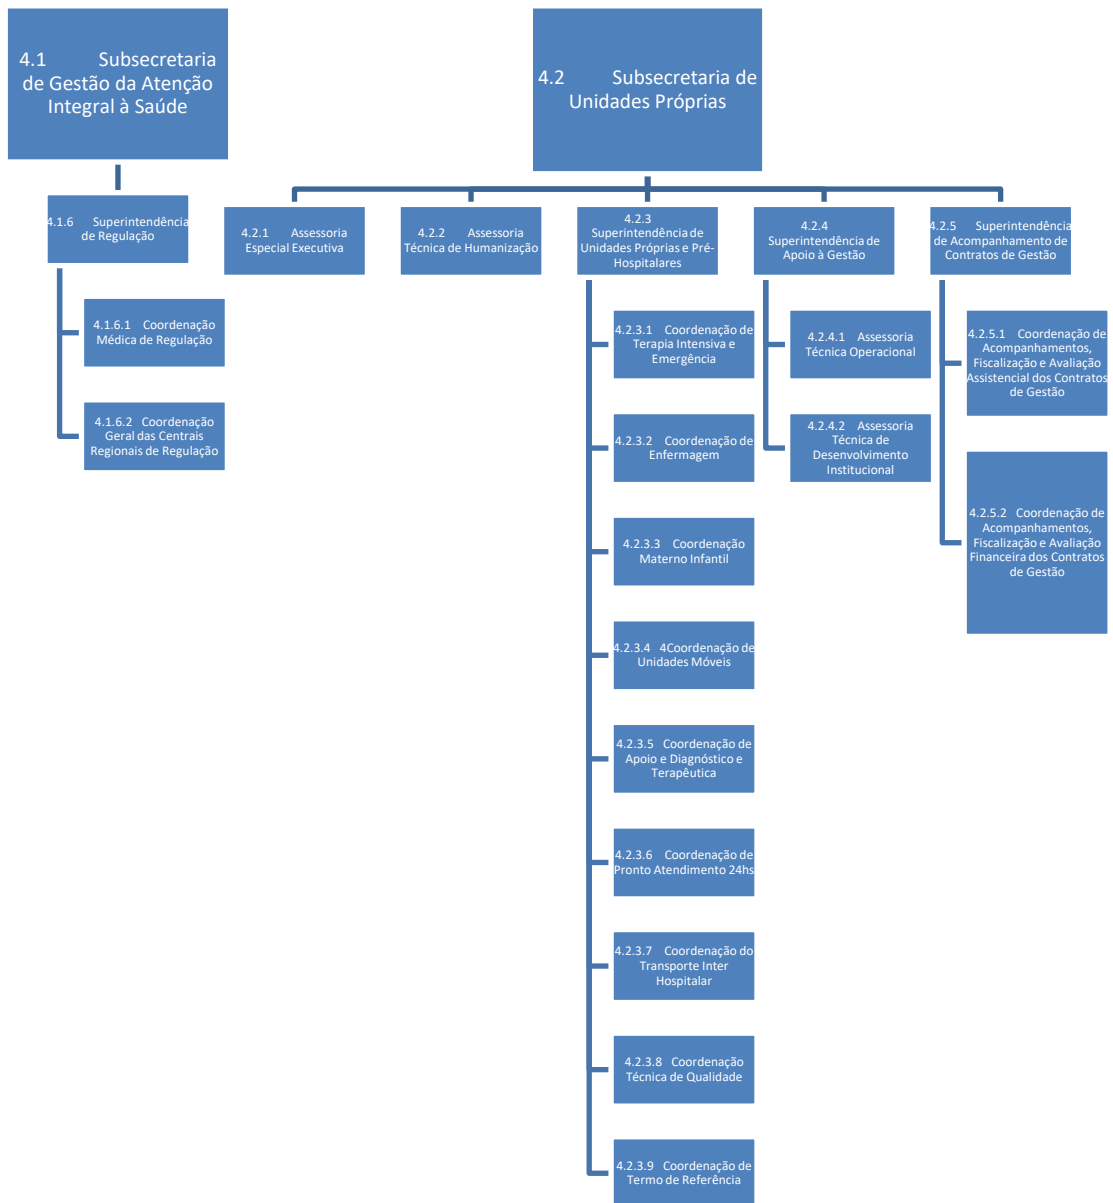 4.1 Subsecretaria
de Gestão da Atenção
Integral à Saúde
4.2 Subsecretaria de
Unidades Próprias
4.1.6 Superintendência
de Regulação
4.1.6.1 Coordenação
Médica de Regulação
4.1.6.2 Coordenação
Geral das Centrais
Regionais de Regulação
4.2.1 Assessoria
Especial Executiva
4.2.2 Assessoria
Técnica de Humanização
4.2.3
Superintendência de
Unidades Próprias e Pré-
Hospitalares
4.2.3.1 Coordenação de
Terapia Intensiva e
Emergência
4.2.3.2 Coordenação de
Enfermagem
4.2.3.3 Coordenação
Materno Infantil
4.2.3.4 4Coordenação de
Unidades Móveis
4.2.3.5 Coordenação de
Apoio e Diagnóstico e
Terapêutica
4.2.3.6 Coordenação de
Pronto Atendimento 24hs
4.2.3.7 Coordenação do
Transporte Inter
Hospitalar
4.2.3.8 Coordenação
Técnica de Qualidade
4.2.3.9 Coordenação de
Termo de Referência
4.2.4
Superintendência de
Apoio à Gestão
4.2.4.1 Assessoria
Técnica Operacional
4.2.4.2 Assessoria
Técnica de
Desenvolvimento
Institucional
4.2.5 Superintendência
de Acompanhamento de
Contratos de Gestão
4.2.5.1 Coordenação de
Acompanhamentos,
Fiscalização e Avaliação
Assistencial dos Contratos
de Gestão
4.2.5.2 Coordenação de
Acompanhamentos,
Fiscalização e Avaliação
Financeira dos Contratos
de Gestão